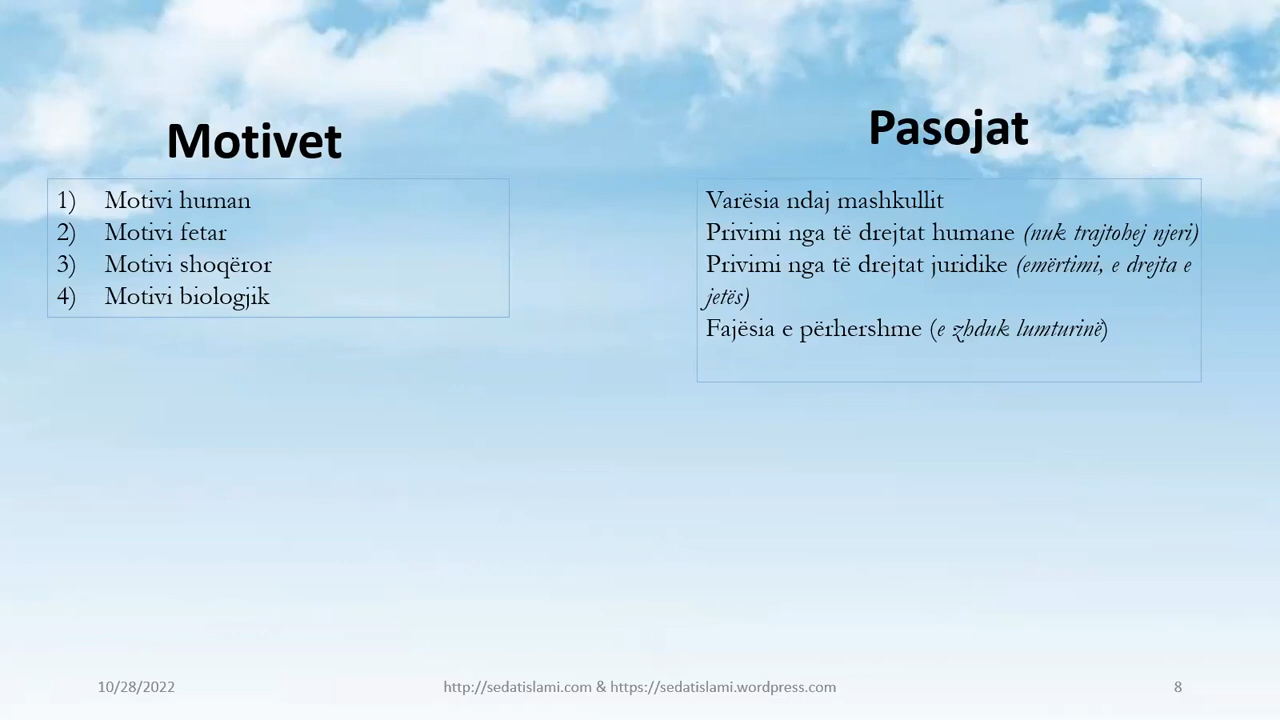 Motivet
1) Motivi human
2) Motivi fetar
3) Motivi shoqëror
4) Motivi biologjik
Pasojat
Varësia ndaj mashkullit
Privimi nga të drejtat humane (nuk trajtohej njeri)
Privimi nga të drejtat juridike (emërtimi, e drejta e
jetës)
Fajësia e përhershme (e zhduk lumturinë)
10/28/2022
http://sedatislami.com & https://sedatislami.wordpress.com
8